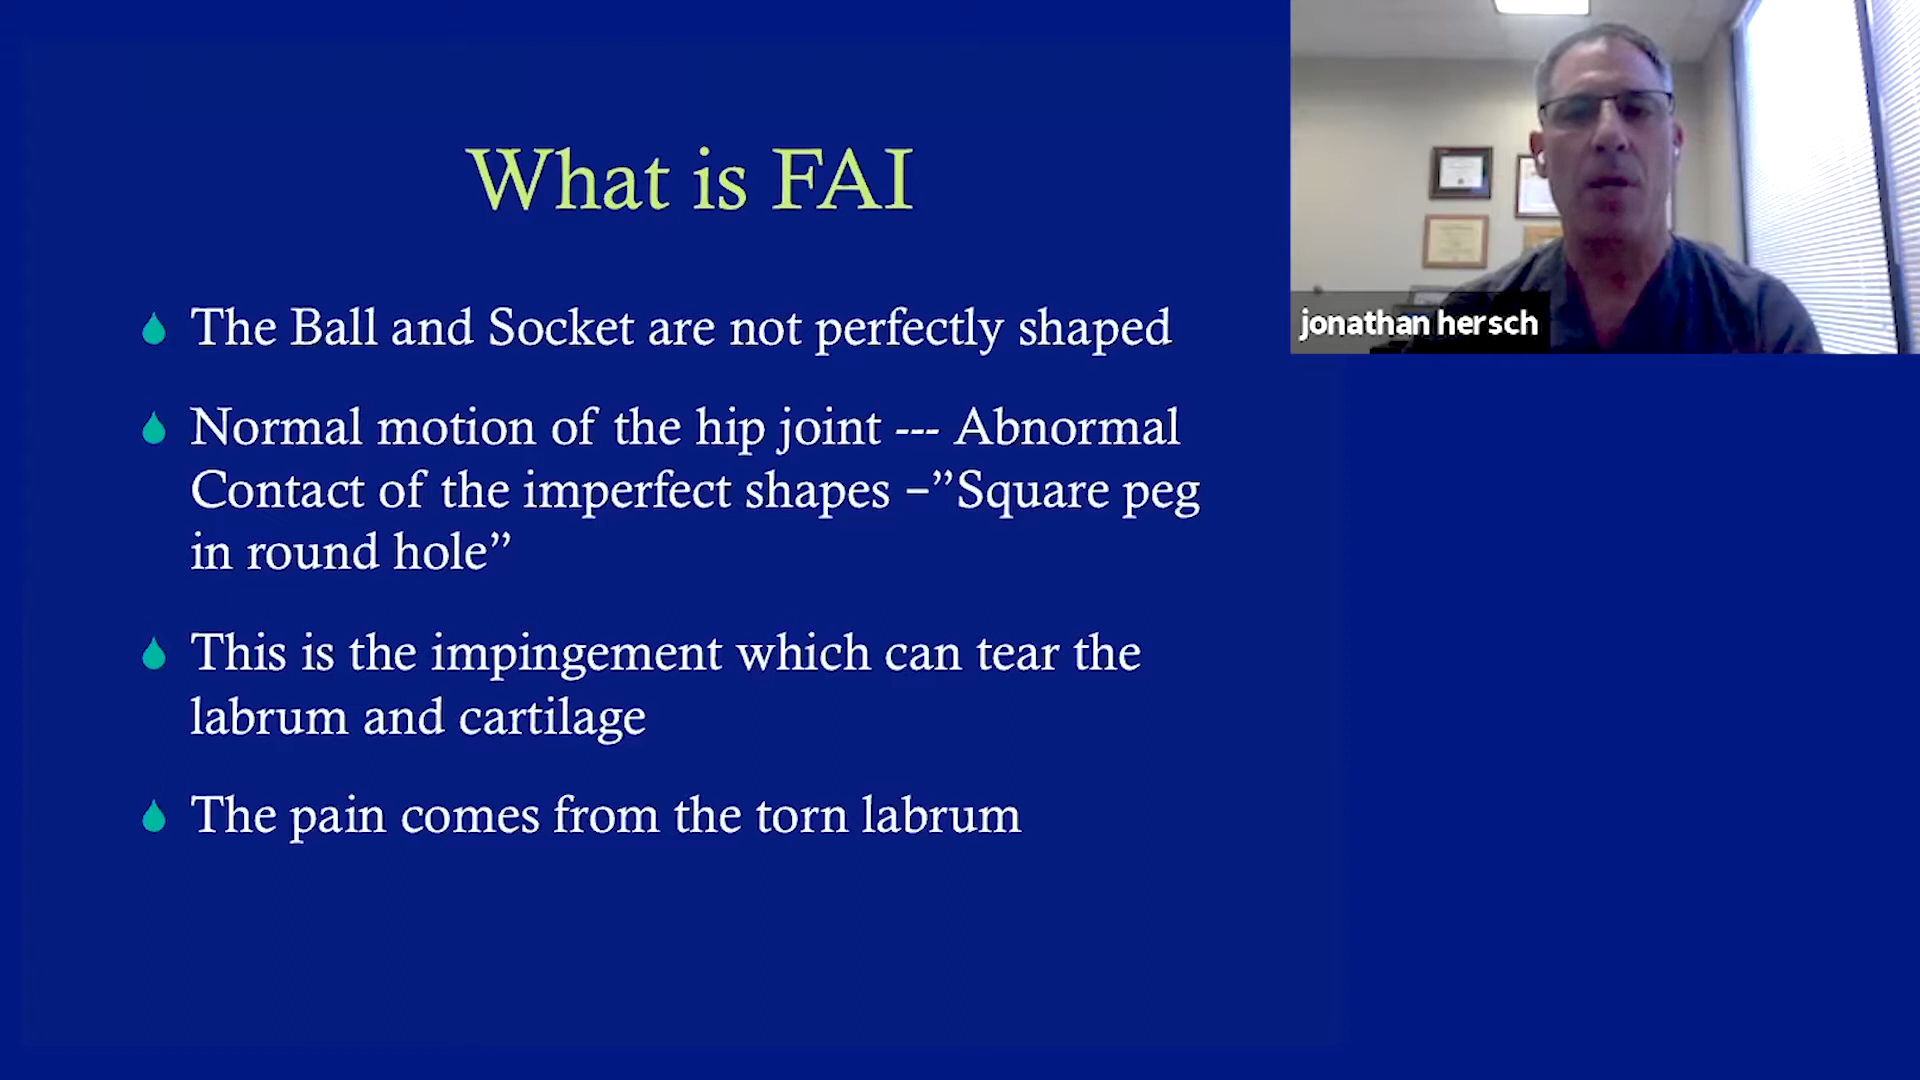 What is FAI
The Ball and Socket are not perfectly shaped
Normal motion of the hip joint --- Abnormal
Contact of the imperfect shapes –”Square peg
in round hole”
This is the impingement which can tear the
labrum and cartilage
The pain comes from the torn labrum
jonathan hersch